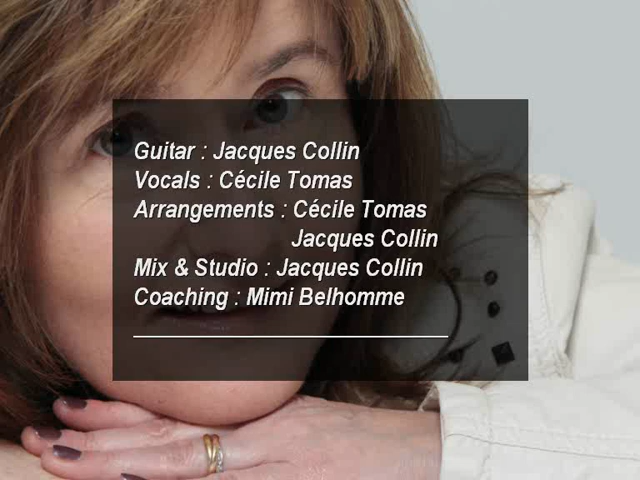 Guitar : Jacques Collin
Vocals : Cécile Tomas
Arrangements : Cécile Tomas
Jacques Collin
Mix & Studio : Jacques Collin
Coaching : Mimi Belhomme